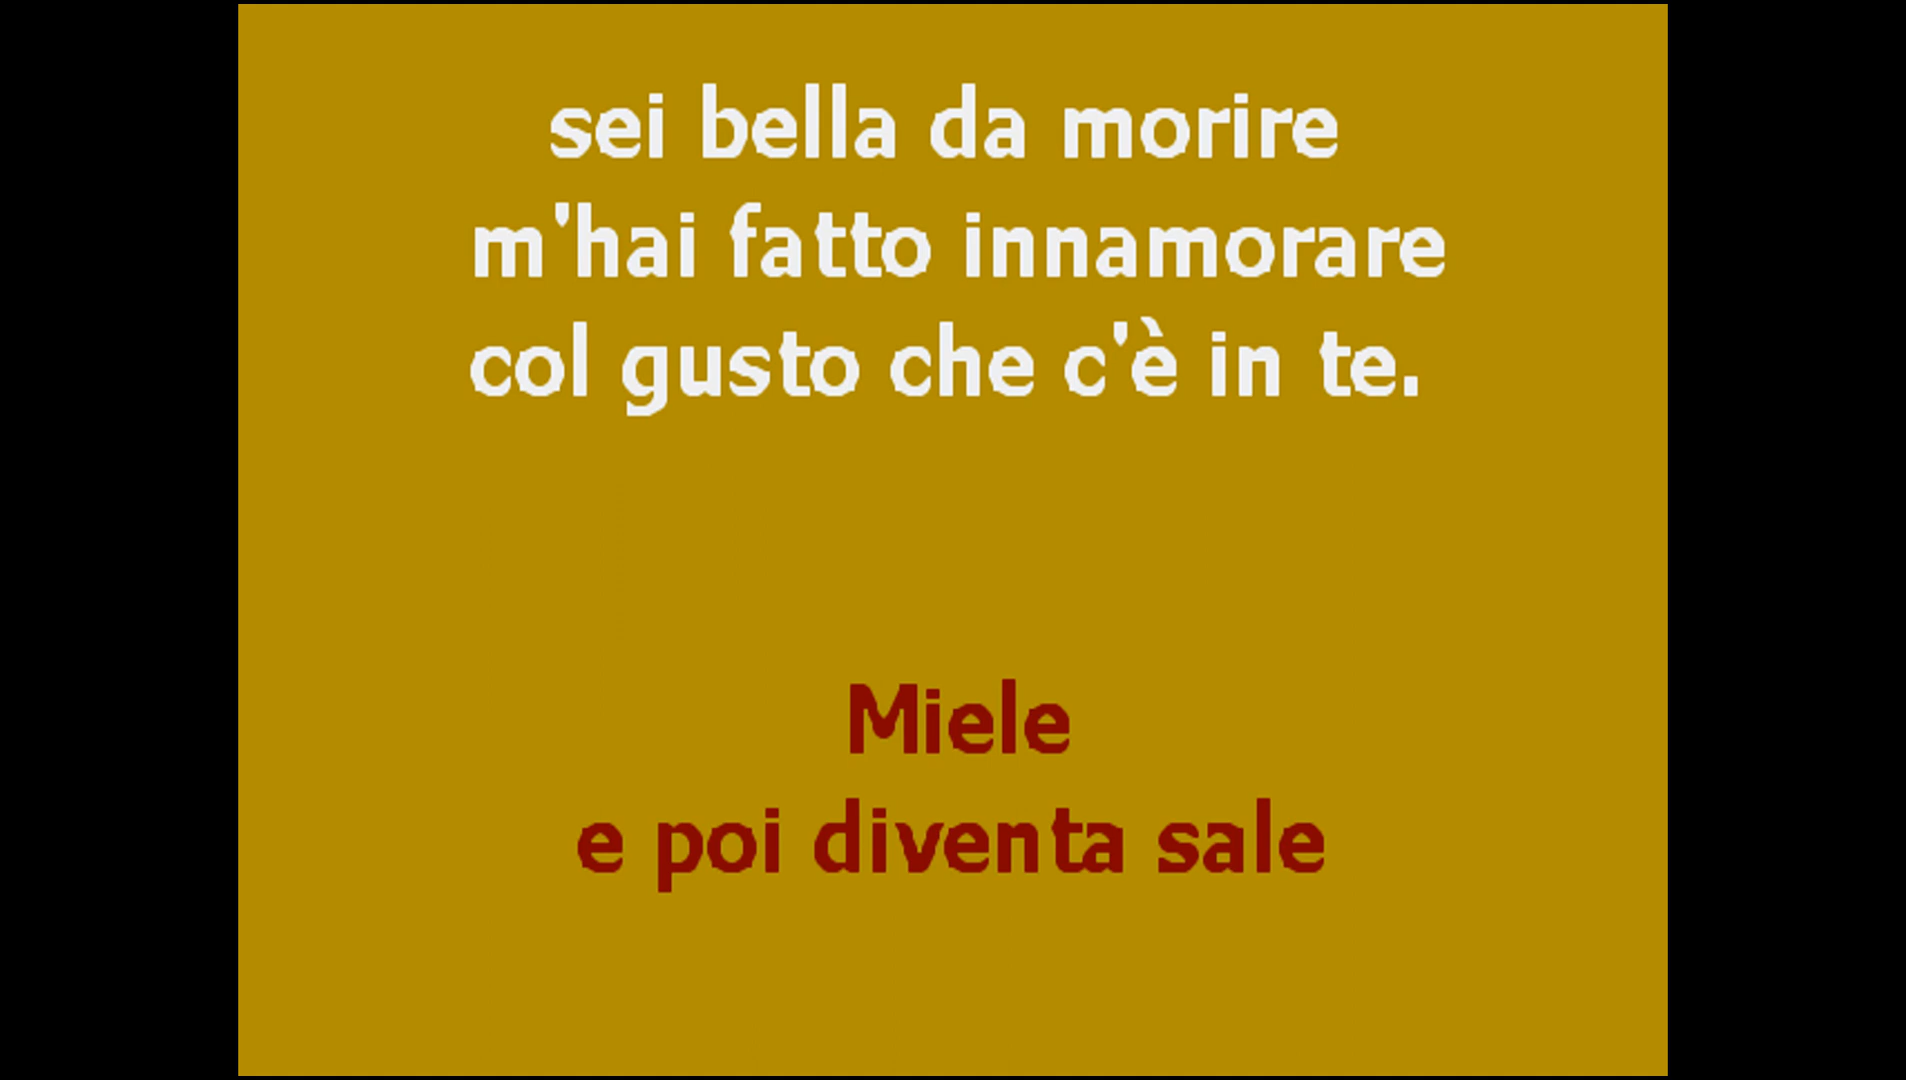 sei bella da morire
m'hai fatto innamorare
col gusto che c'è in te.
Miele
e poi diventa sale